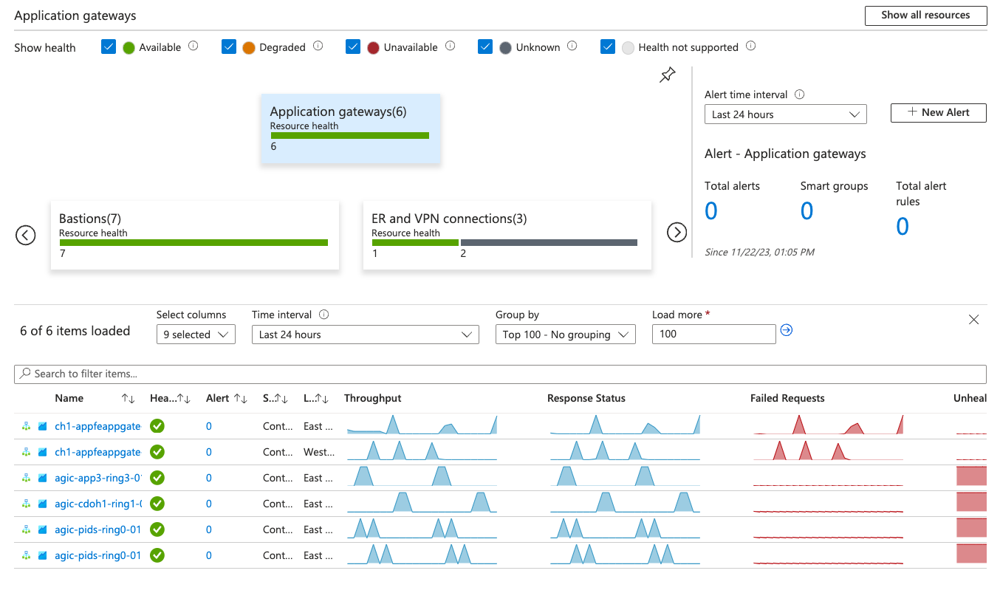 Application gateways
Show all resources
Show health
Available
Degraded
Unavailable
Unknown
Health not supported
Application gateways(6)
Resource health
6
Bastions(7)
Resource health
7
ER and VPN connections(3)
Resource health
1 2
Alert time interval
Last 24 hours
+ New Alert
Alert - Application gateways
Total alerts
0
Smart groups
0
Total alert
rules
0
Since 11/22/23, 01:05 PM
6 of 6 items loaded
Select columns
9 selected
Time interval
Last 24 hours
Group by
Top 100 - No grouping
Load more *
100
Search to filter items...
Name Hea... Alert S... L... Throughput Response Status Failed Requests Unheal
ch1-appfeappgate 0 Cont... East ...
ch1-appfeappgate 0 Cont... West...
agic-app3-ring3-01 0 Cont... East ...
agic-cdoh1-ring1-0 0 Cont... East ...
agic-pids-ring0-01 0 Cont... East ...
agic-pids-ring0-01 0 Cont... East ...